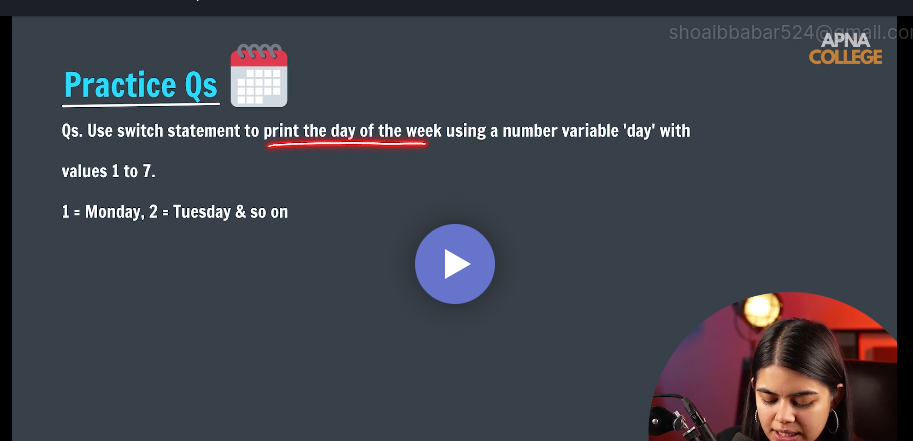 shoaibbabar524@gmail.co
APNA
COLLEGE
Practice Qs
Qs. Use switch statement to print the day of the week using a number variable 'day' with
values 1 to 7.
1 = Monday, 2 = Tuesday & so on